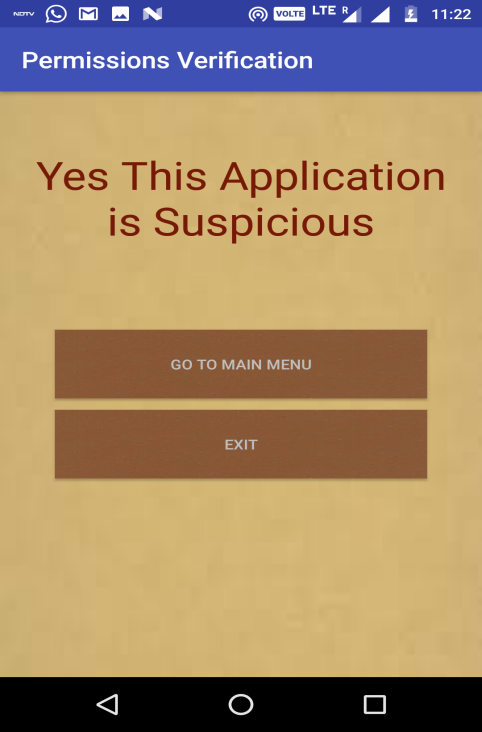 NDTV VOLTE LTE R 11:22
Permissions Verification
Yes This Application
is Suspicious
GO TO MAIN MENU
EXIT